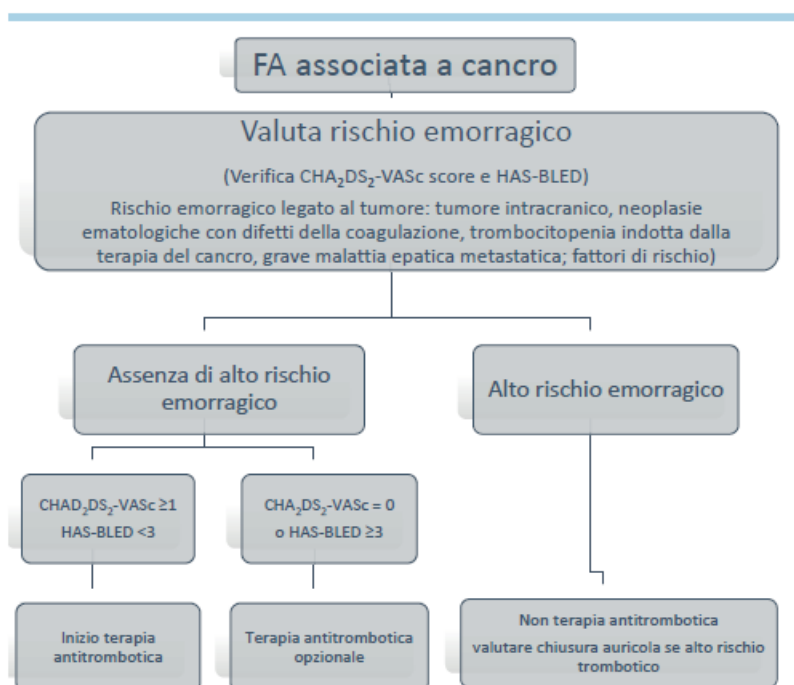 FA associata a cancro
Valuta rischio emorragico
(Verifica CHA₂DS₂-VASc score e HAS-BLED)
Rischio emorragico legato al tumore: tumore intracranico, neoplasie
ematologiche con difetti della coagulazione, trombocitopenia indotta dalla
terapia del cancro, grave malattia epatica metastatica; fattori di rischio)
Assenza di alto rischio
emorragico
Alto rischio emorragico
CHAD₂DS₂-VASc ≥1
HAS-BLED <3
CHA₂DS₂-VASc = 0
o HAS-BLED ≥3
Inizio terapia
antitrombotica
Terapia antitrombotica
opzionale
Non terapia antitrombotica
valutare chiusura auricola se alto rischio
trombotico